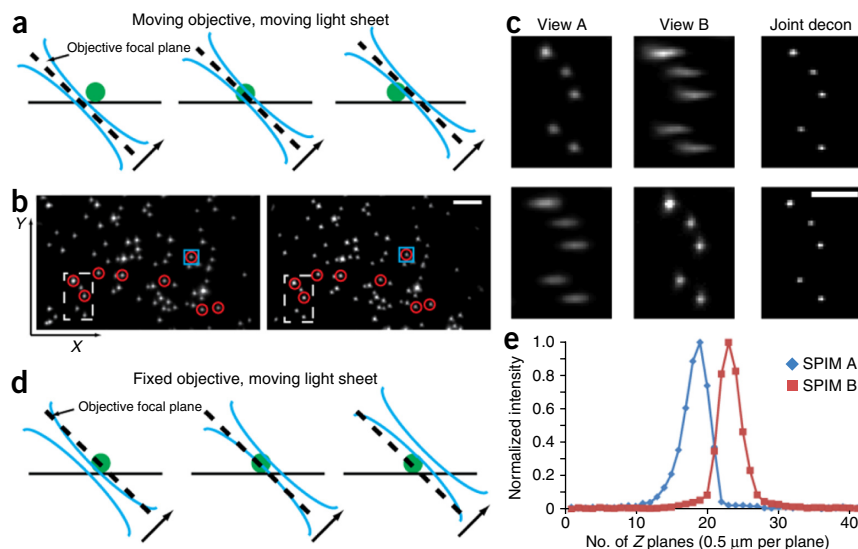 a
Moving objective, moving light sheet
Objective focal plane
b
Y
X
c
View A
View B
Joint decon
d
Fixed objective, moving light sheet
Objective focal plane
e
Normalized intensity
1.0
0.8
0.6
0.4
0.2
0
0
10
20
30
40
No. of Z planes (0.5 μm per plane)
SPIM A
SPIM B